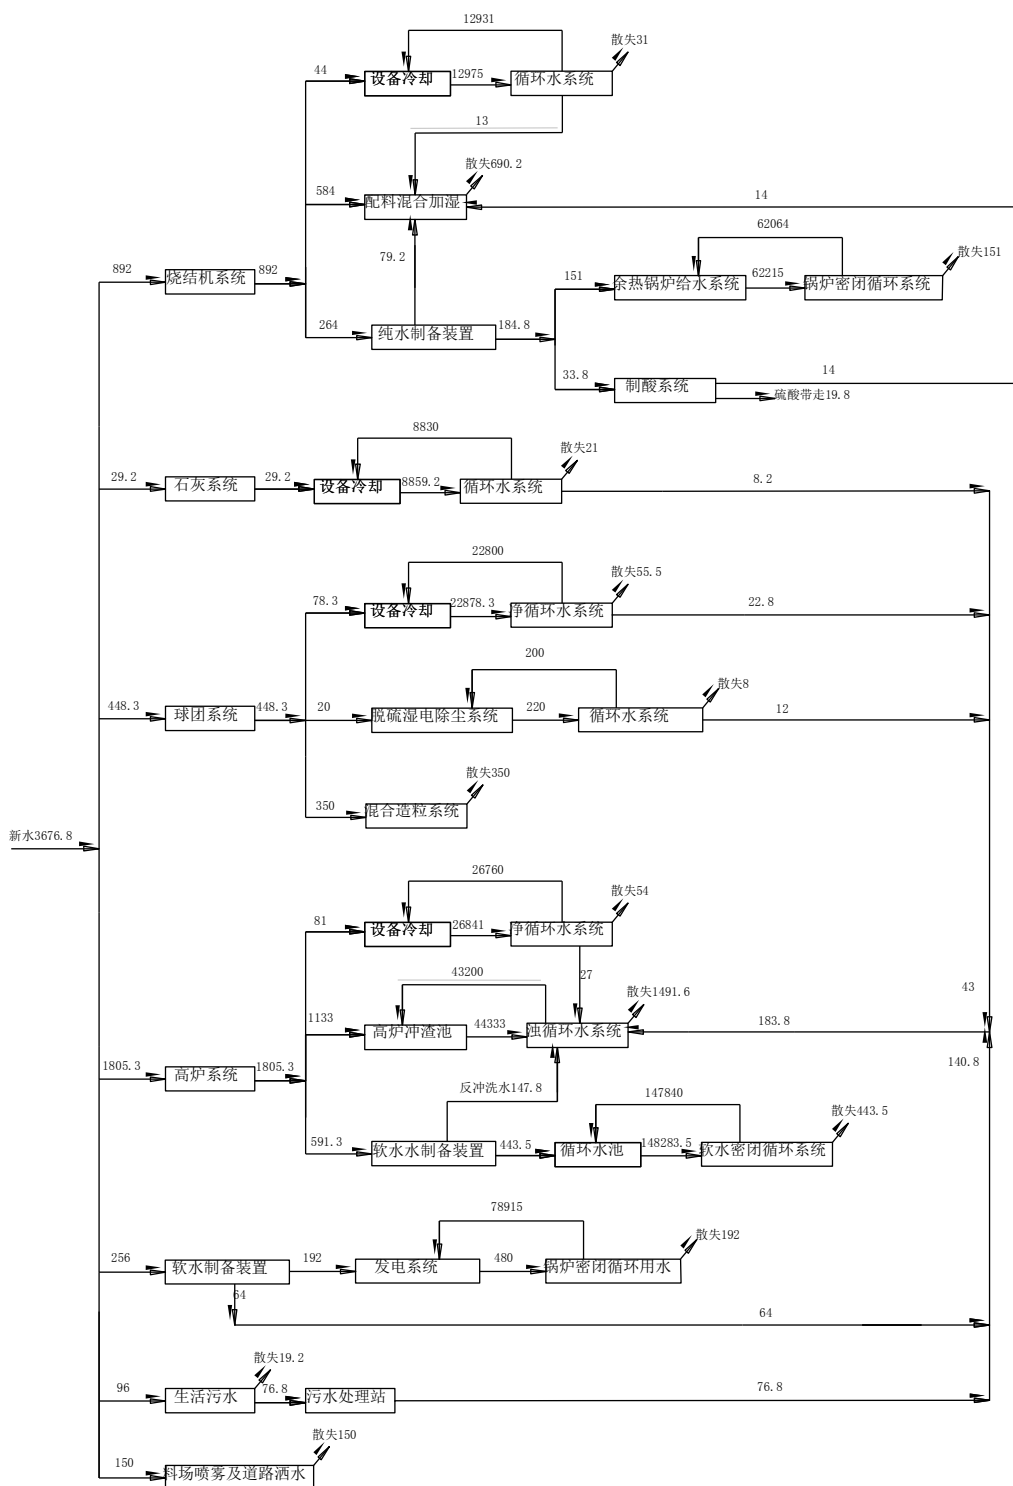 12931
散失31
44
设备冷却
12975
循环水系统
13
散失690.2
584
配料混合加湿
14
62064
79.2
散失151
892
烧结机系统
892
151
余热锅炉给水系统
62215
锅炉密闭循环系统
264
纯水制备装置
184.8
33.8
制酸系统
14
硫酸带走19.8
8830
散失21
29.2
石灰系统
29.2
设备冷却
8859.2
循环水系统
8.2
22800
散失55.5
78.3
设备冷却
22878.3
净循环水系统
22.8
200
散失8
448.3
球团系统
448.3
20
脱硫湿电除尘系统
220
循环水系统
12
散失350
350
混合造粒系统
新水3676.8
26760
散失54
81
设备冷却
26841
净循环水系统
43200
27
散失1491.6
43
1133
高炉冲渣池
44333
浊循环水系统
183.8
140.8
1805.3
高炉系统
1805.3
反冲洗水147.8
147840
散失443.5
591.3
软水水制备装置
443.5
循环水池
148283.5
软水密闭循环系统
78915
散失192
256
软水制备装置
192
发电系统
480
锅炉密闭循环用水
64
64
散失19.2
96
生活污水
76.8
污水处理站
76.8
散失150
150
料场喷雾及道路洒水